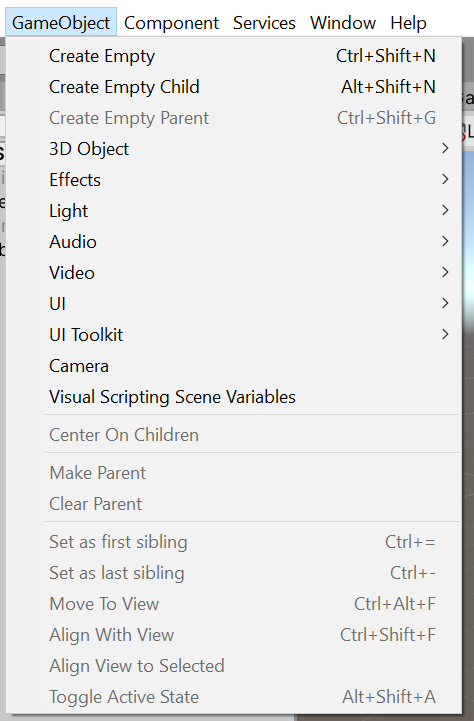 GameObject Component Services Window Help
Create Empty Ctrl+Shift+N
Create Empty Child Alt+Shift+N
Create Empty Parent Ctrl+Shift+G
3D Object
Effects
Light
Audio
Video
UI
UI Toolkit
Camera
Visual Scripting Scene Variables
Center On Children
Make Parent
Clear Parent
Set as first sibling Ctrl+=
Set as last sibling Ctrl+-
Move To View Ctrl+Alt+F
Align With View Ctrl+Shift+F
Align View to Selected
Toggle Active State Alt+Shift+A